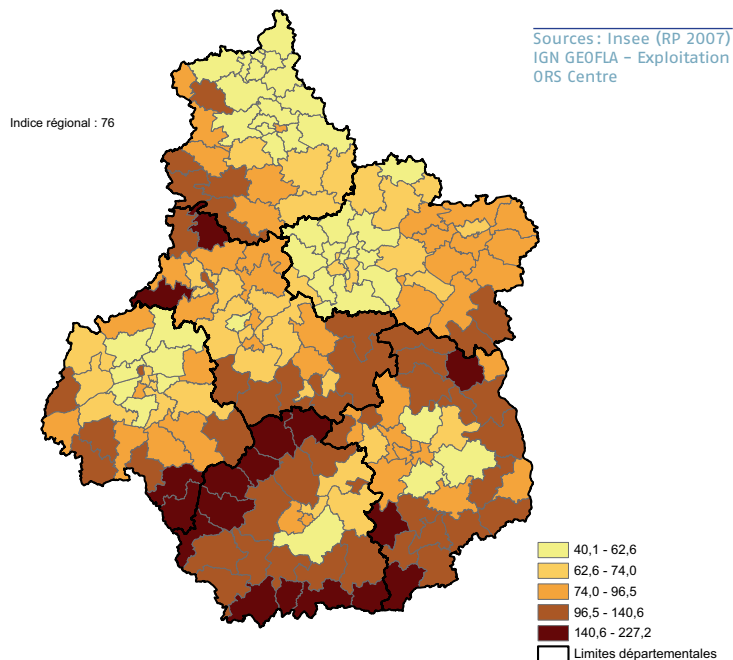 Sources : Insee (RP 2007)
IGN GEOFLA – Exploitation
ORS Centre
Indice régional : 76
40,1 - 62,6
62,6 - 74,0
74,0 - 96,5
96,5 - 140,6
140,6 - 227,2
Limites départementales